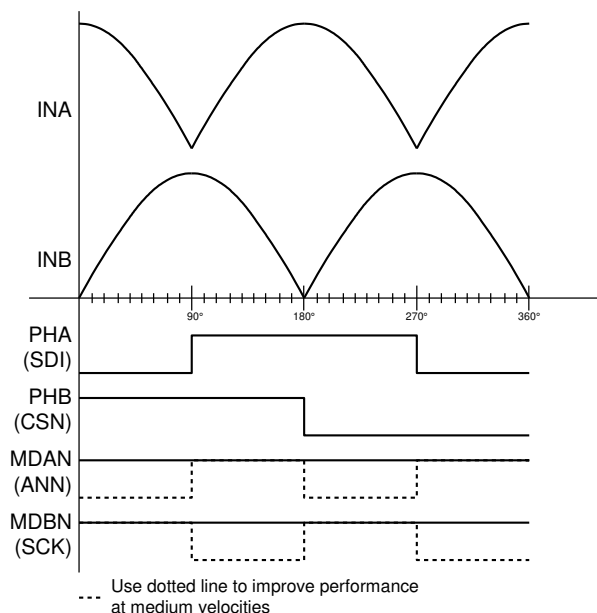 INA
INB
90°
180°
270°
360°
PHA
(SDI)
PHB
(CSN)
MDAN
(ANN)
MDBN
(SCK)
Use dotted line to improve performance
at medium velocities